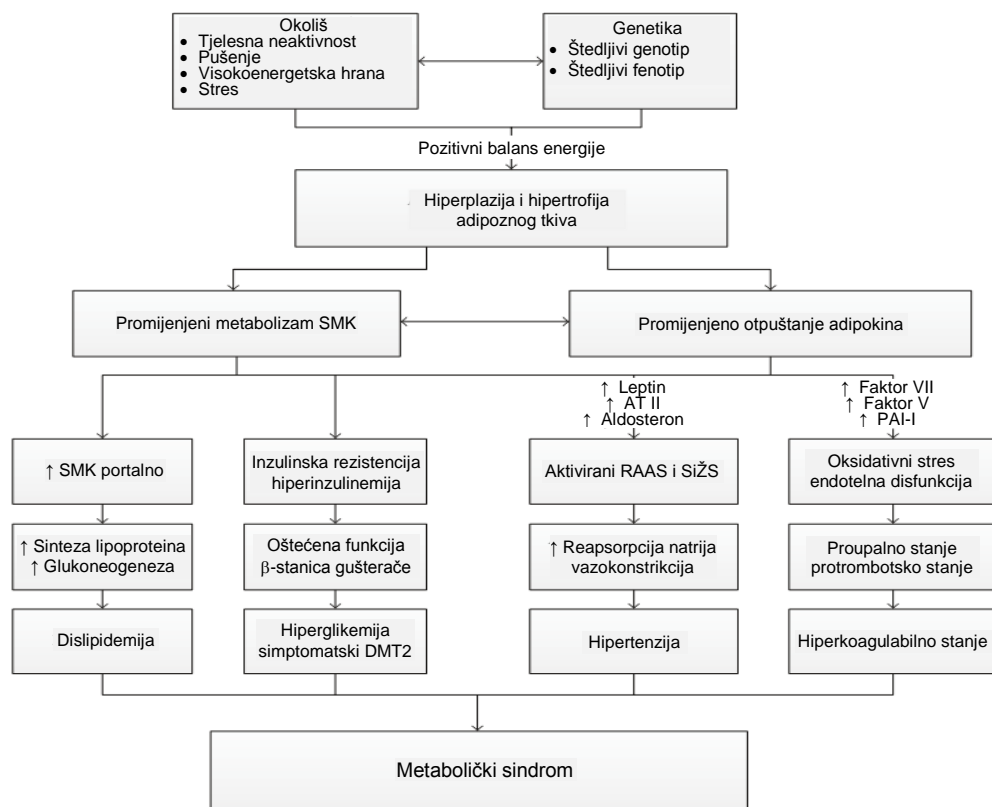 Okoliš
• Tjelesna neaktivnost
• Pušenje
• Visokoenergetska hrana
• Stres
Genetika
• Štedljivi genotip
• Štedljivi fenotip
Pozitivni balans energije
Hiperplazija i hipertrofija
adipoznog tkiva
Promijenjeni metabolizam SMK
Promijenjeno otpuštanje adipokina
↑ Leptin
↑ AT II
↑ Aldosteron
↑ Faktor VII
↑ Faktor V
↑ PAI-I
↑ SMK portalno
Inzulinska rezistencija
hiperinzulinemija
Aktivirani RAAS i SiŽS
Oksidativni stres
endotelna disfunkcija
↑ Sinteza lipoproteina
↑ Glukoneogeneza
Oštećena funkcija
β-stanica gušterače
↑ Reapsorpcija natrija
vazokonstrikcija
Proupalno stanje
protrombotsko stanje
Dislipidemija
Hiperglikemija
simptomatski DMT2
Hipertenzija
Hiperkoagulabilno stanje
Metabolički sindrom